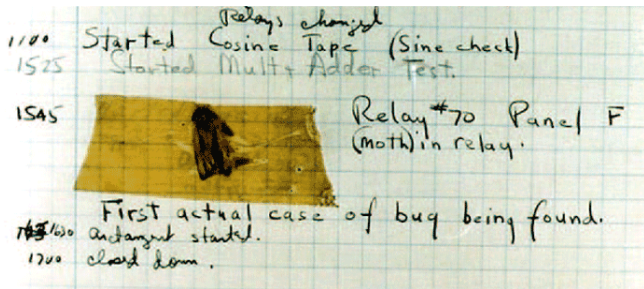 Relays changed
1100 Started Cosine Tape (Sine check)
1525 Started Mult + Adder Test.
1545 Relay #70 Panel F
(moth) in relay.
First actual case of bug being found.
1630 antangent started.
1700 closed down.